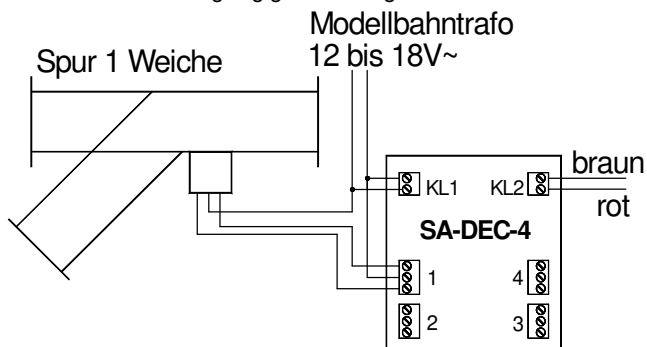 Modellbahntrafo
Spur 1 Weiche
12 bis 18V~
braun
KL1
KL2
rot
SA-DEC-4
1
4
2
3